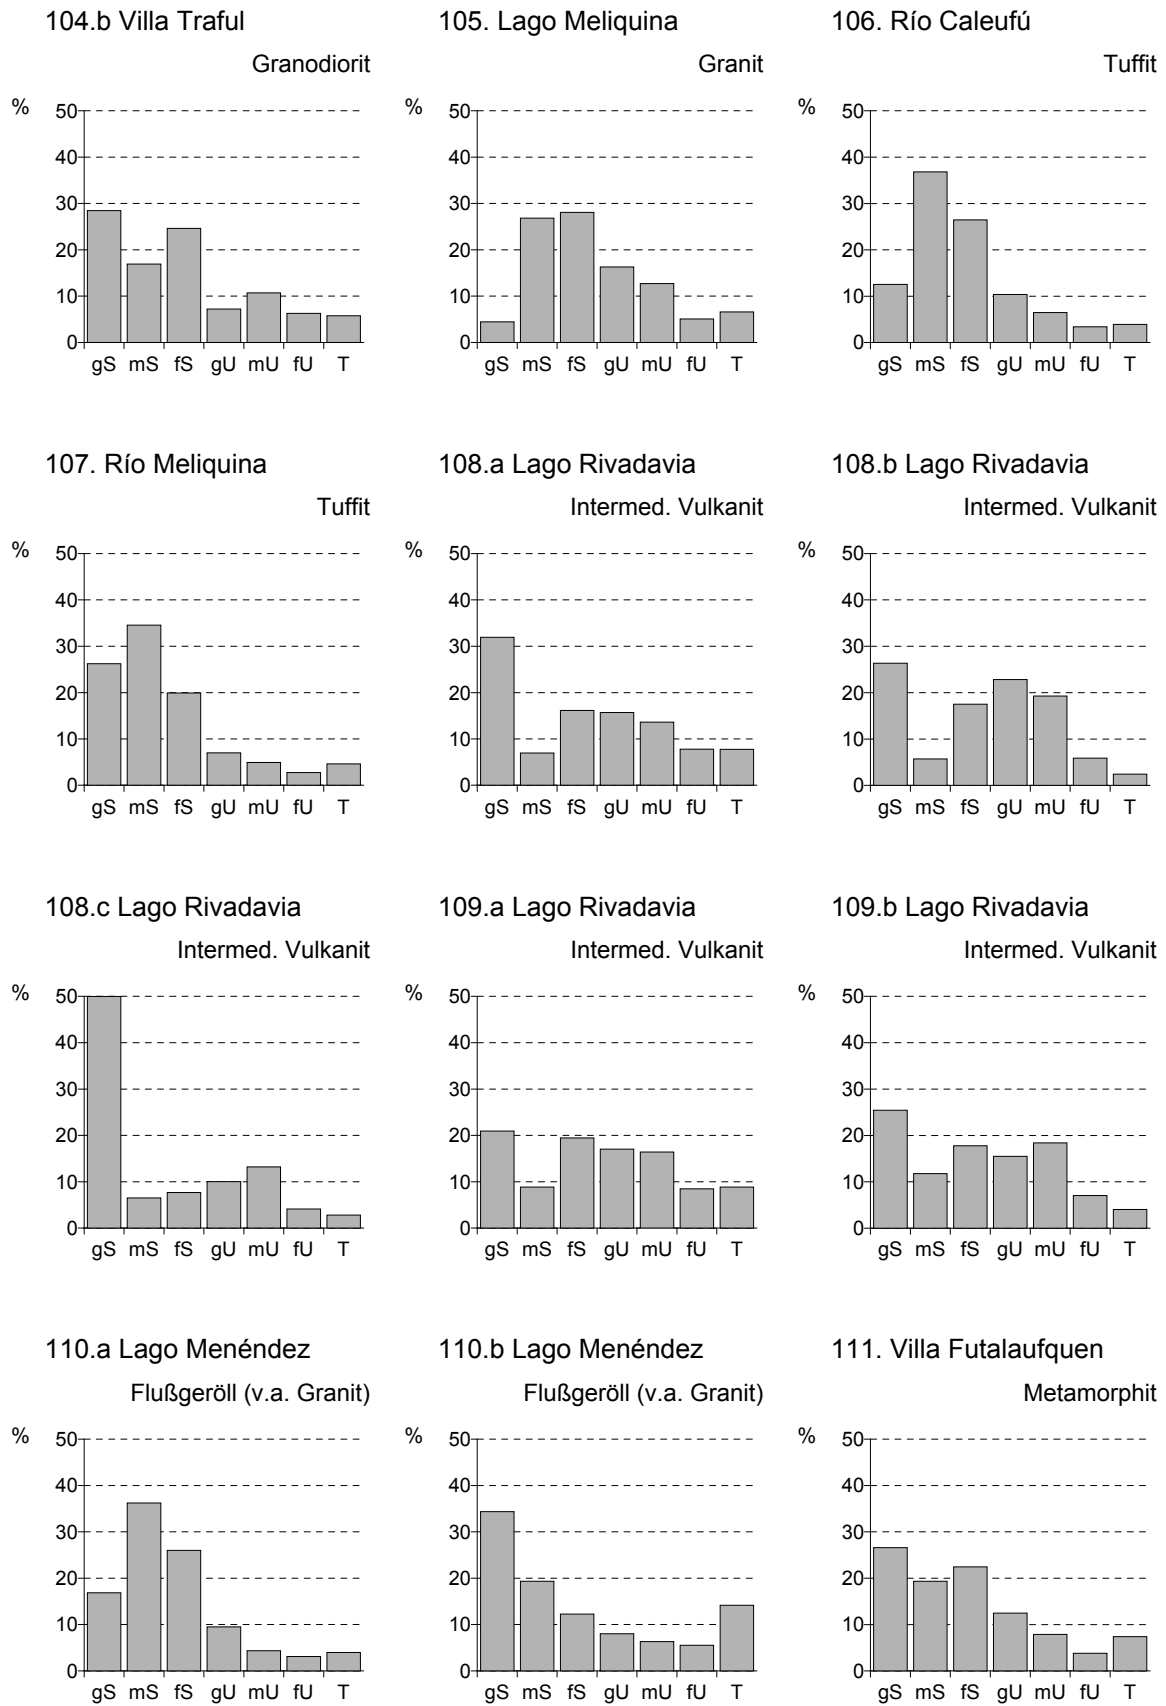 104.b Villa Traful
Granodiorit
%
50
40
30
20
10
0
gS mS fS gU mU fU T
105. Lago Meliquina
Granit
%
50
40
30
20
10
0
gS mS fS gU mU fU T
106. Río Caleufú
Tuffit
%
50
40
30
20
10
0
gS mS fS gU mU fU T
107. Río Meliquina
Tuffit
%
50
40
30
20
10
0
gS mS fS gU mU fU T
108.a Lago Rivadavia
Intermed. Vulkanit
%
50
40
30
20
10
0
gS mS fS gU mU fU T
108.b Lago Rivadavia
Intermed. Vulkanit
%
50
40
30
20
10
0
gS mS fS gU mU fU T
108.c Lago Rivadavia
Intermed. Vulkanit
%
50
40
30
20
10
0
gS mS fS gU mU fU T
109.a Lago Rivadavia
Intermed. Vulkanit
%
50
40
30
20
10
0
gS mS fS gU mU fU T
109.b Lago Rivadavia
Intermed. Vulkanit
%
50
40
30
20
10
0
gS mS fS gU mU fU T
110.a Lago Menéndez
Flußgeröll (v.a. Granit)
%
50
40
30
20
10
0
gS mS fS gU mU fU T
110.b Lago Menéndez
Flußgeröll (v.a. Granit)
%
50
40
30
20
10
0
gS mS fS gU mU fU T
111. Villa Futalaufquen
Metamorphit
%
50
40
30
20
10
0
gS mS fS gU mU fU T